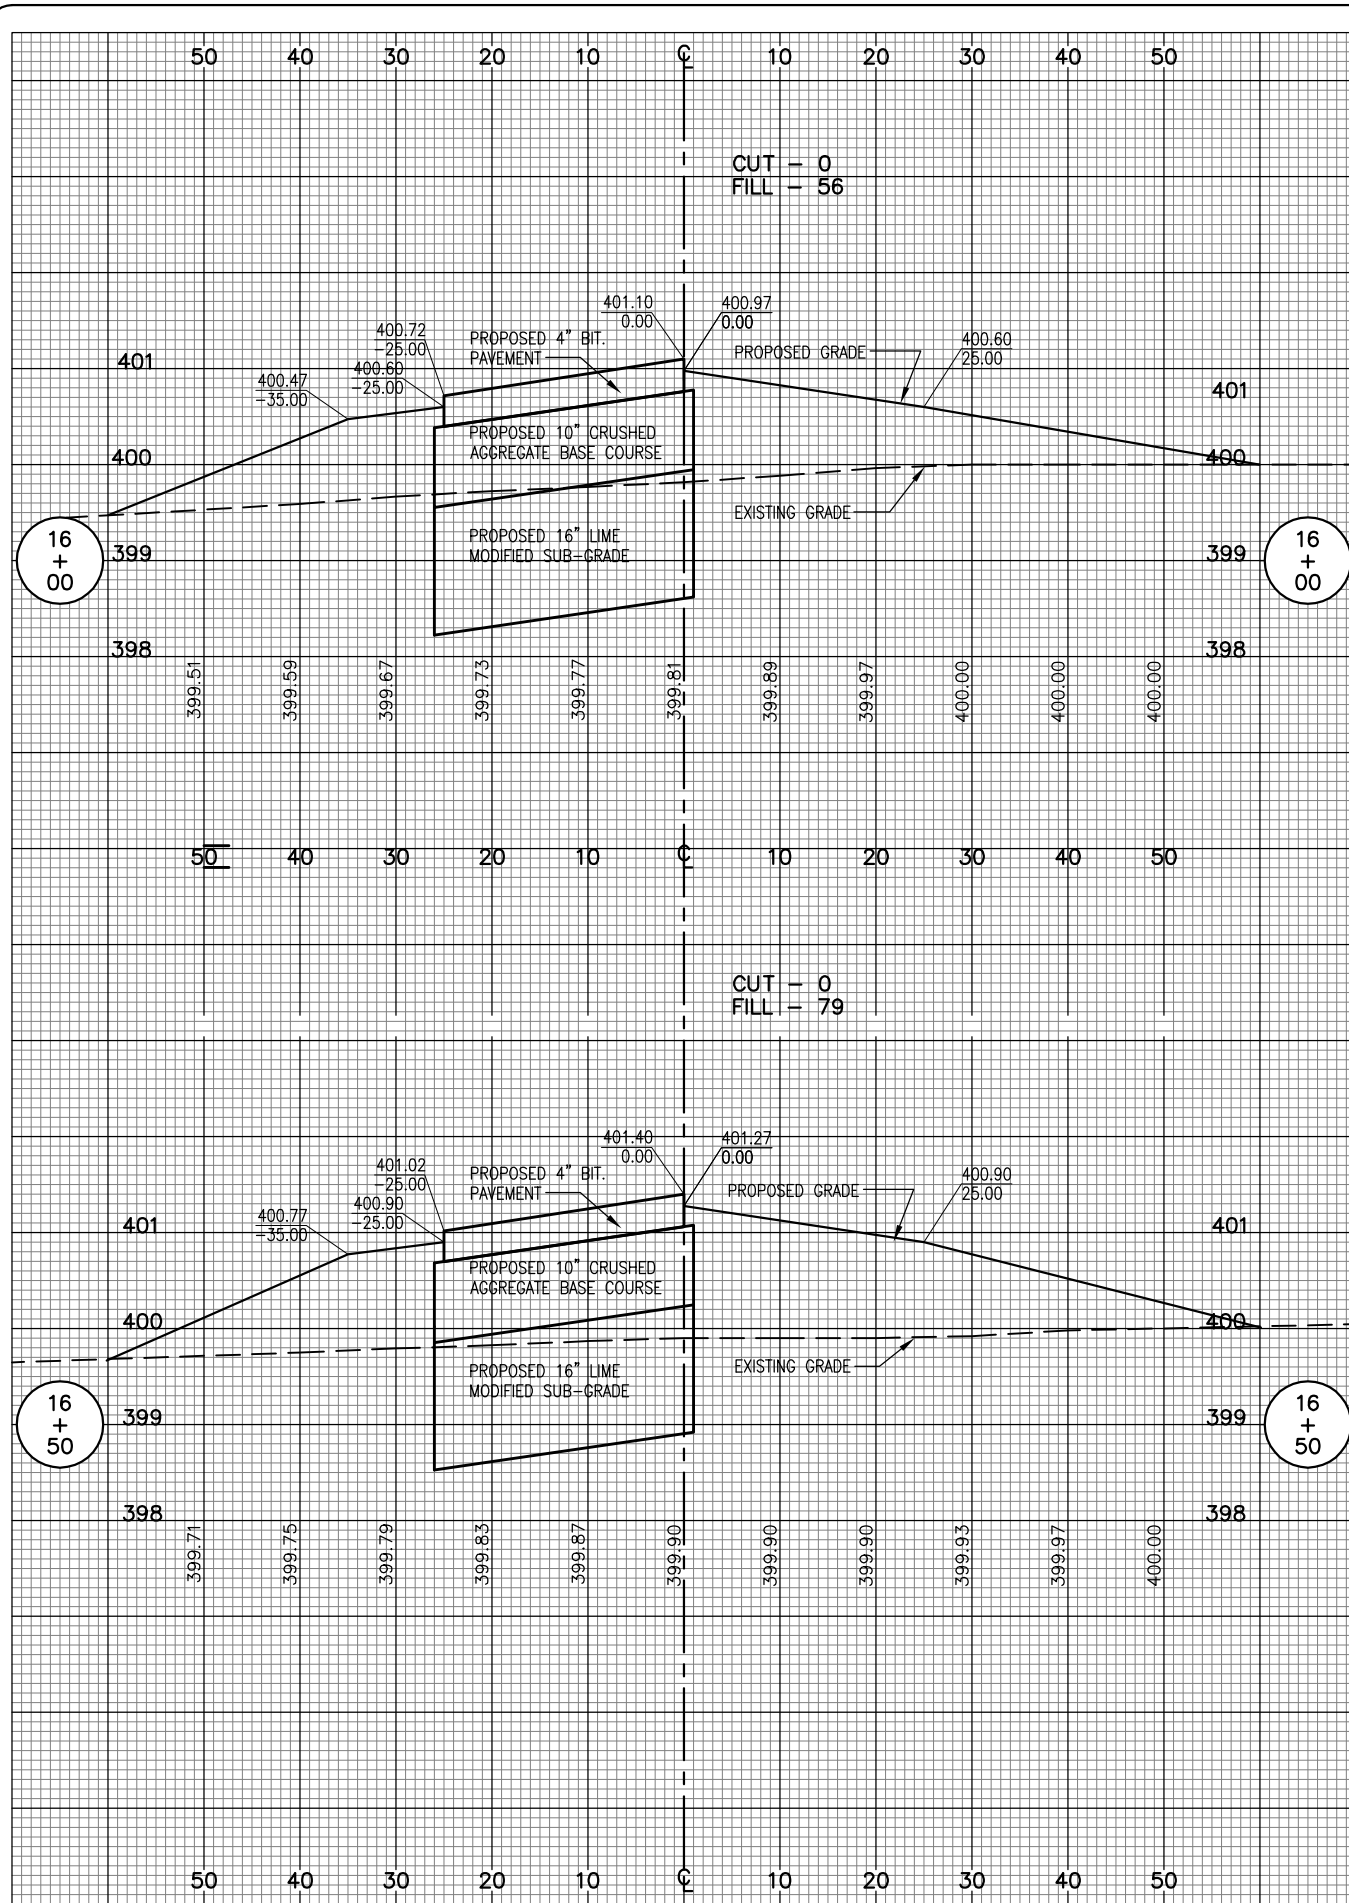 50 40 30 20 10 ℄ 10 20 30 40 50
CUT - 0
FILL - 56
401.10
0.00
400.97
0.00
400.72
-25.00
PROPOSED 4" BIT.
PAVEMENT
400.60
25.00
PROPOSED GRADE
401
400.60
-25.00
400.47
-35.00
401
PROPOSED 10" CRUSHED
AGGREGATE BASE COURSE
400
400
EXISTING GRADE
PROPOSED 16" LIME
MODIFIED SUB-GRADE
16
+
00
399
399
16
+
00
398
398
399.51 399.59 399.67 399.73 399.77 399.81 399.89 399.97 400.00 400.00 400.00
50 40 30 20 10 ℄ 10 20 30 40 50
CUT - 0
FILL - 79
401.40
0.00
401.27
0.00
401.02
-25.00
PROPOSED 4" BIT.
PAVEMENT
400.90
25.00
PROPOSED GRADE
400.90
-25.00
400.77
-35.00
401
401
PROPOSED 10" CRUSHED
AGGREGATE BASE COURSE
400
400
EXISTING GRADE
PROPOSED 16" LIME
MODIFIED SUB-GRADE
16
+
50
399
399
16
+
50
398
398
399.71 399.75 399.79 399.83 399.87 399.90 399.90 399.90 399.93 399.97 400.00
50 40 30 20 10 ℄ 10 20 30 40 50